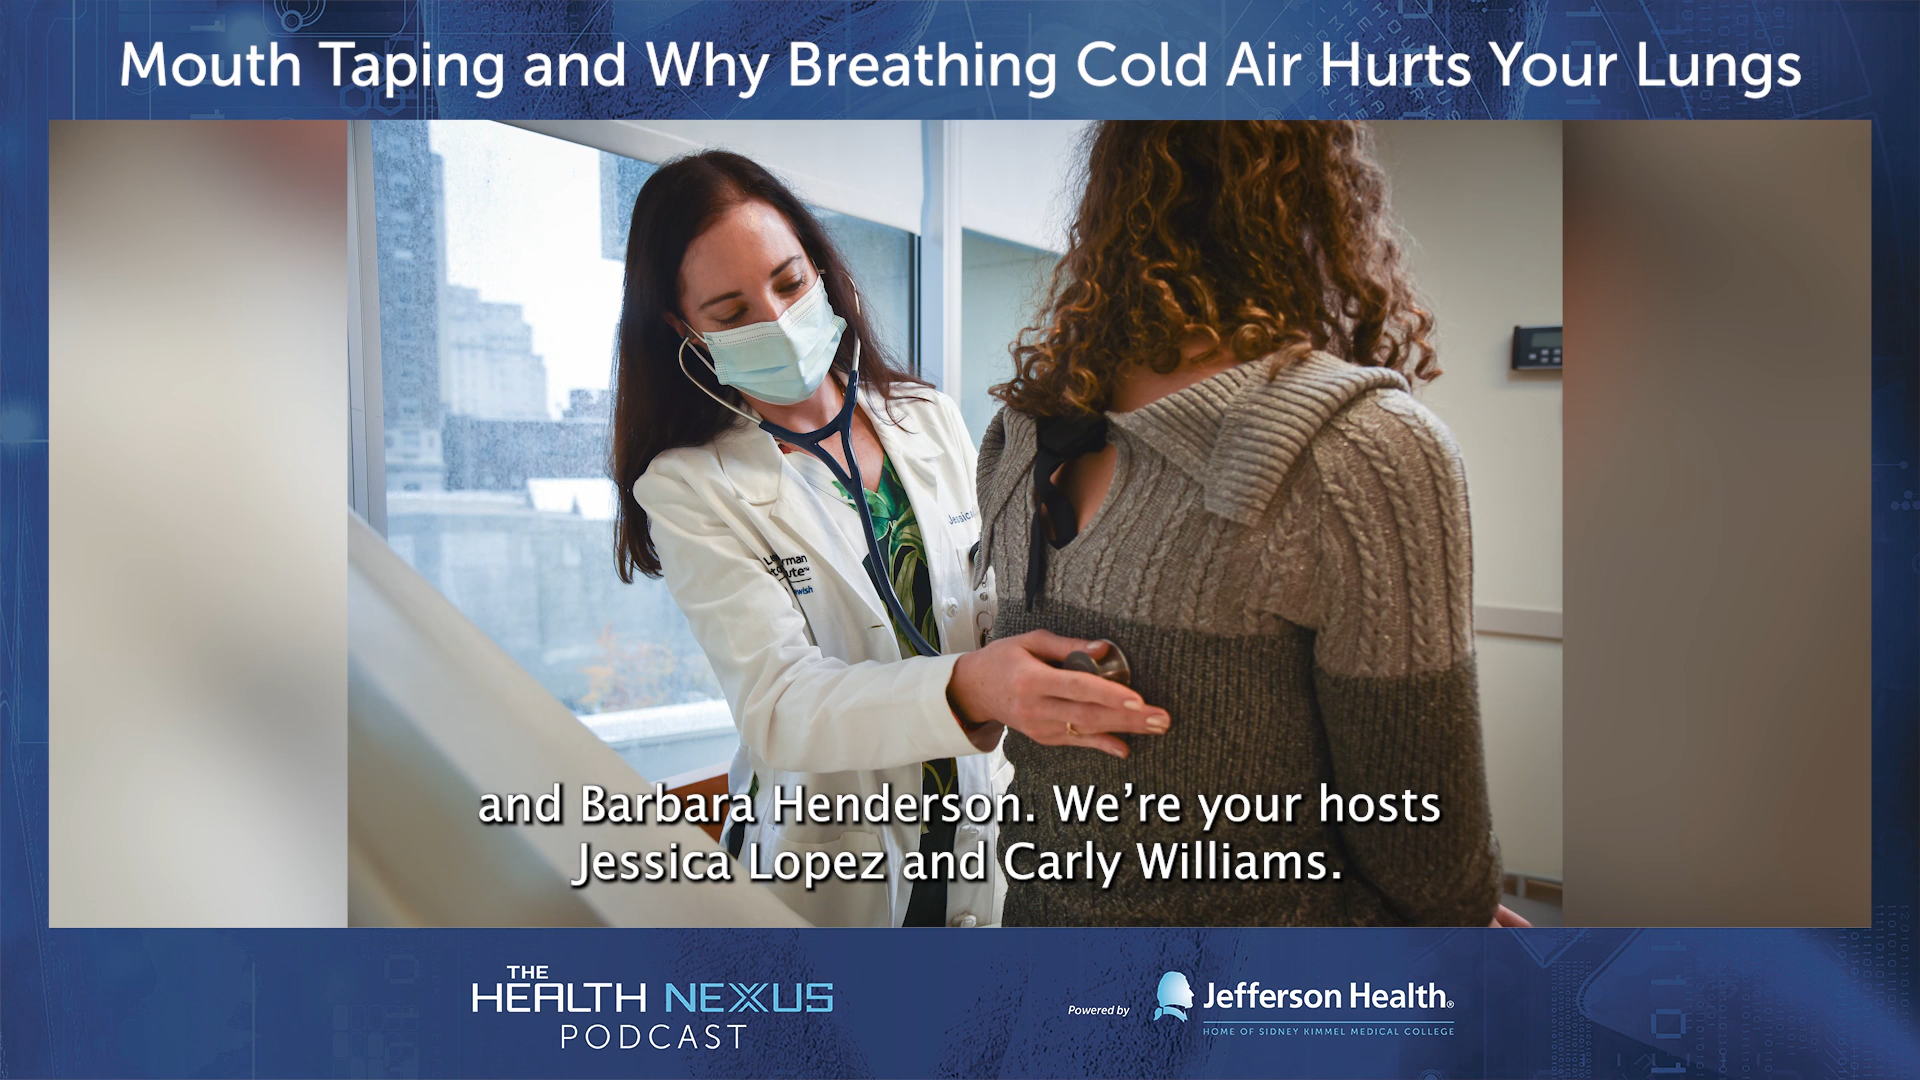 Mouth Taping and Why Breathing Cold Air Hurts Your Lungs
and Barbara Henderson. We’re your hosts
Jessica Lopez and Carly Williams.
THE
HEALTH NEXUS
PODCAST
Powered by
Jefferson Health®
HOME OF SIDNEY KIMMEL MEDICAL COLLEGE